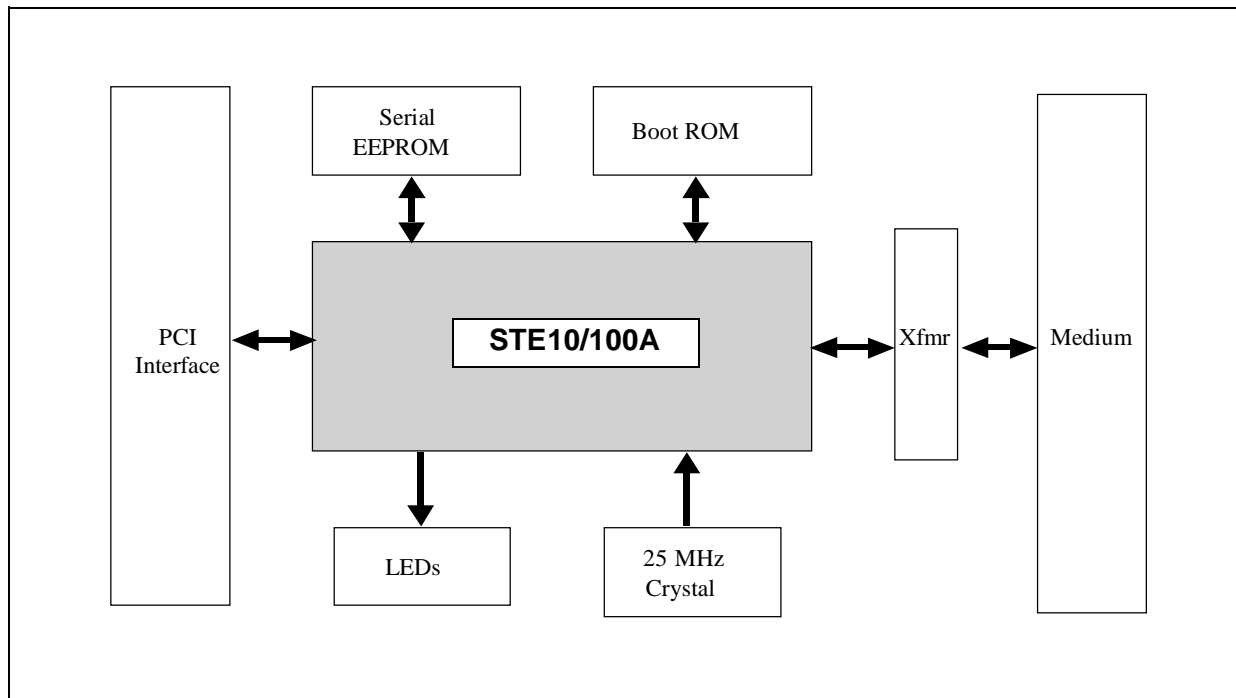 Serial
EEPROM
Boot ROM
PCI
Interface
STE10/100A
Xfmr
Medium
LEDs
25 MHz
Crystal